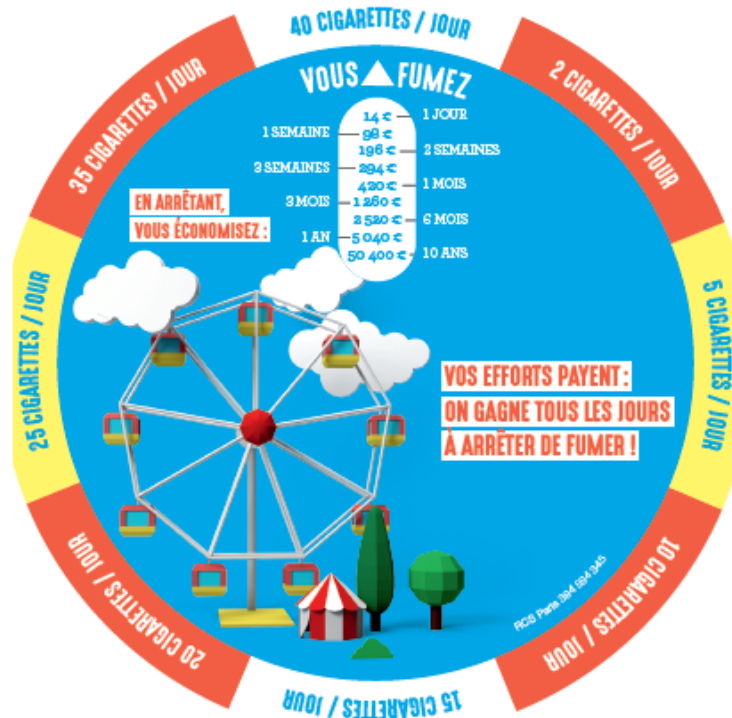 40 CIGARETTES / JOUR
2 CIGARETTES / JOUR
5 CIGARETTES / JOUR
10 CIGARETTES / JOUR
15 CIGARETTES / JOUR
20 CIGARETTES / JOUR
25 CIGARETTES / JOUR
35 CIGARETTES / JOUR
VOUS FUMEZ
14 € 1 JOUR
1 SEMAINE 98 €
196 € 2 SEMAINES
3 SEMAINES 294 €
420 € 1 MOIS
3 MOIS 1 260 €
2 520 € 6 MOIS
1 AN 5 040 €
50 400 € 10 ANS
EN ARRÊTANT,
VOUS ÉCONOMISEZ :
VOS EFFORTS PAYENT :
ON GAGNE TOUS LES JOURS
À ARRÊTER DE FUMER !
RCS Paris 394 594 345